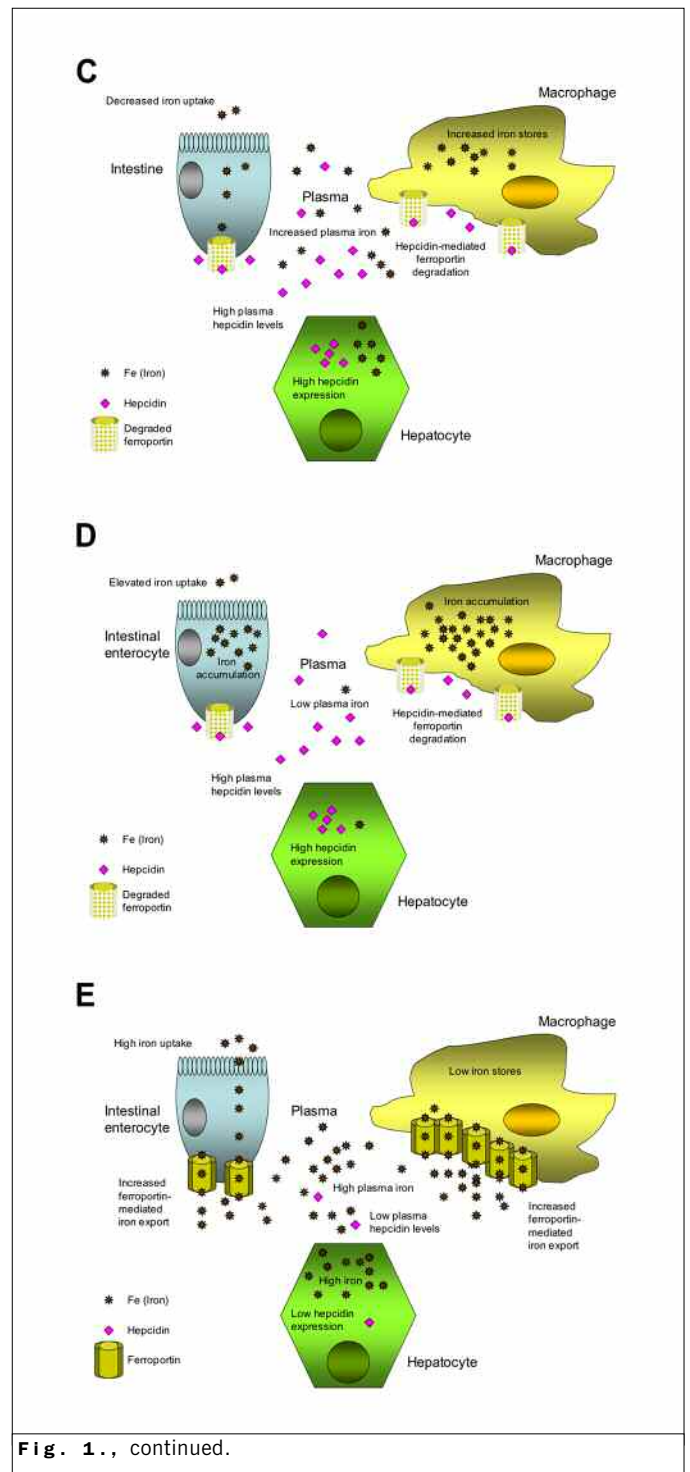 C
Macrophage
Decreased iron uptake
Increased iron stores
Intestine
Plasma
Increased plasma iron
Hepcidin-mediated
ferroportin
degradation
High plasma
hepcidin levels
Fe (Iron)
High hepcidin
expression
Hepcidin
Degraded
ferroportin
Hepatocyte
D
Macrophage
Elevated iron uptake
Iron accumulation
Intestinal
enterocyte
Iron
accumulation
Plasma
Low plasma iron
Hepcidin-mediated
ferroportin
degradation
High plasma
hepcidin levels
Fe (Iron)
High hepcidin
expression
Hepcidin
Degraded
ferroportin
Hepatocyte
E
Macrophage
High iron uptake
Low iron stores
Intestinal
enterocyte
Plasma
Increased
ferroportin-
mediated
iron export
High plasma iron
Low plasma
hepcidin levels
Increased
ferroportin-
mediated
iron export
High iron
Fe (Iron)
Low hepcidin
expression
Hepcidin
Ferroportin
Hepatocyte
Fig. 1., continued.